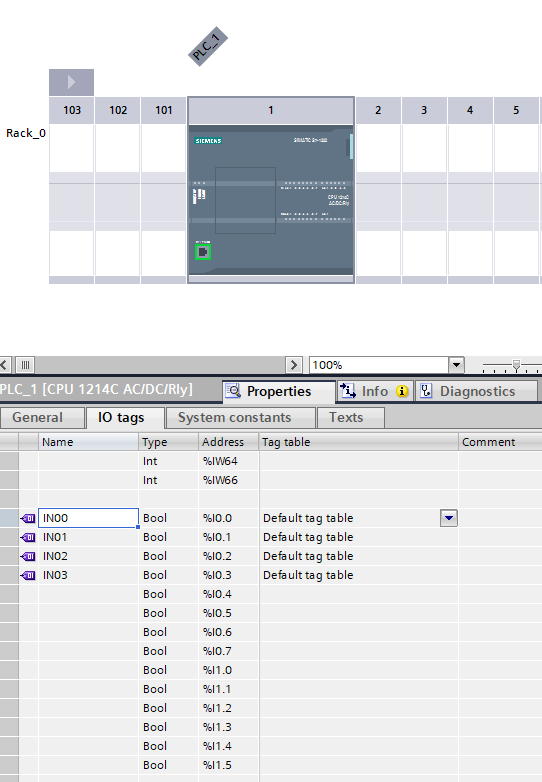 PLC_1
103 102 101 1 2 3 4 5
Rack_0
SIEMENS SIMATIC S7-1200
CPU 1214C
AC/DC/Rly
100%
PLC_1 [CPU 1214C AC/DC/Rly] Properties Info Diagnostics
General IO tags System constants Texts
Name Type Address Tag table Comment
Int %IW64
Int %IW66
IN00 Bool %I0.0 Default tag table
IN01 Bool %I0.1 Default tag table
IN02 Bool %I0.2 Default tag table
IN03 Bool %I0.3 Default tag table
Bool %I0.4
Bool %I0.5
Bool %I0.6
Bool %I0.7
Bool %I1.0
Bool %I1.1
Bool %I1.2
Bool %I1.3
Bool %I1.4
Bool %I1.5